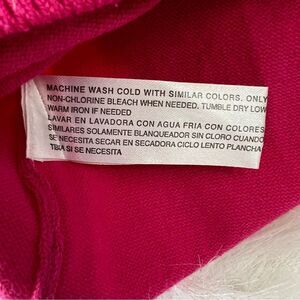 MACHINE WASH COLD WITH SIMILAR COLORS. ONLY
NON-CHLORINE BLEACH WHEN NEEDED. TUMBLE DRY LOW
WARM IRON IF NEEDED
LAVAR EN LAVADORA CON AGUA FRIA CON COLORES
SIMILARES SOLAMENTE BLANQUEADOR SIN CLORO CUANDO
SE NECESITA SECAR EN SECADORA CICLO LENTO PLANCHA
TIBIA SI SE NECESITA